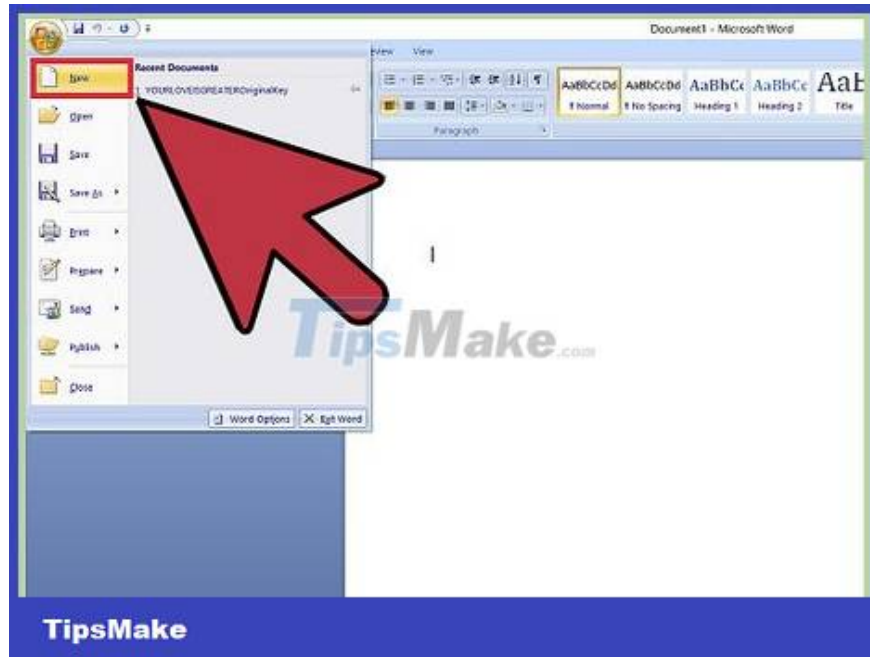 Document1 - Microsoft Word
View
New
Recent Documents
1 YOURLOVEISGREATEROriginalKey
Open
Save
Save As
Print
Prepare
Send
Publish
Close
Word Options
Exit Word
Paragraph
AaBbCcDd AaBbCcDd AaBbCc AaBbCc AaB
¶ Normal ¶ No Spacing Heading 1 Heading 2 Title
TipsMake.com
TipsMake